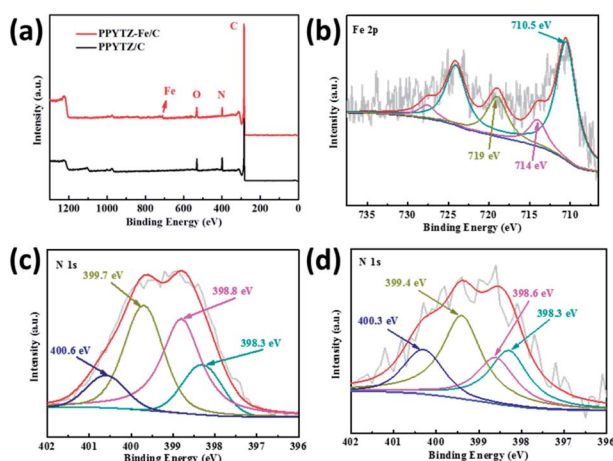 (a)
PPYTZ-Fe/C
PPYTZ/C
C
Fe
O
N
Intensity (a.u.)
1200 1000 800 600 400 200 0
Binding Energy (eV)
(b)
Fe 2p
710.5 eV
719 eV
714 eV
Intensity (a.u.)
735 730 725 720 715 710
Binding Energy (eV)
(c)
N 1s
399.7 eV
398.8 eV
400.6 eV
398.3 eV
Intensity (a.u.)
402 401 400 399 398 397 396
Binding Energy (eV)
(d)
N 1s
399.4 eV
398.6 eV
400.3 eV
398.3 eV
Intensity (a.u.)
402 401 400 399 398 397 396
Binding Energy (eV)